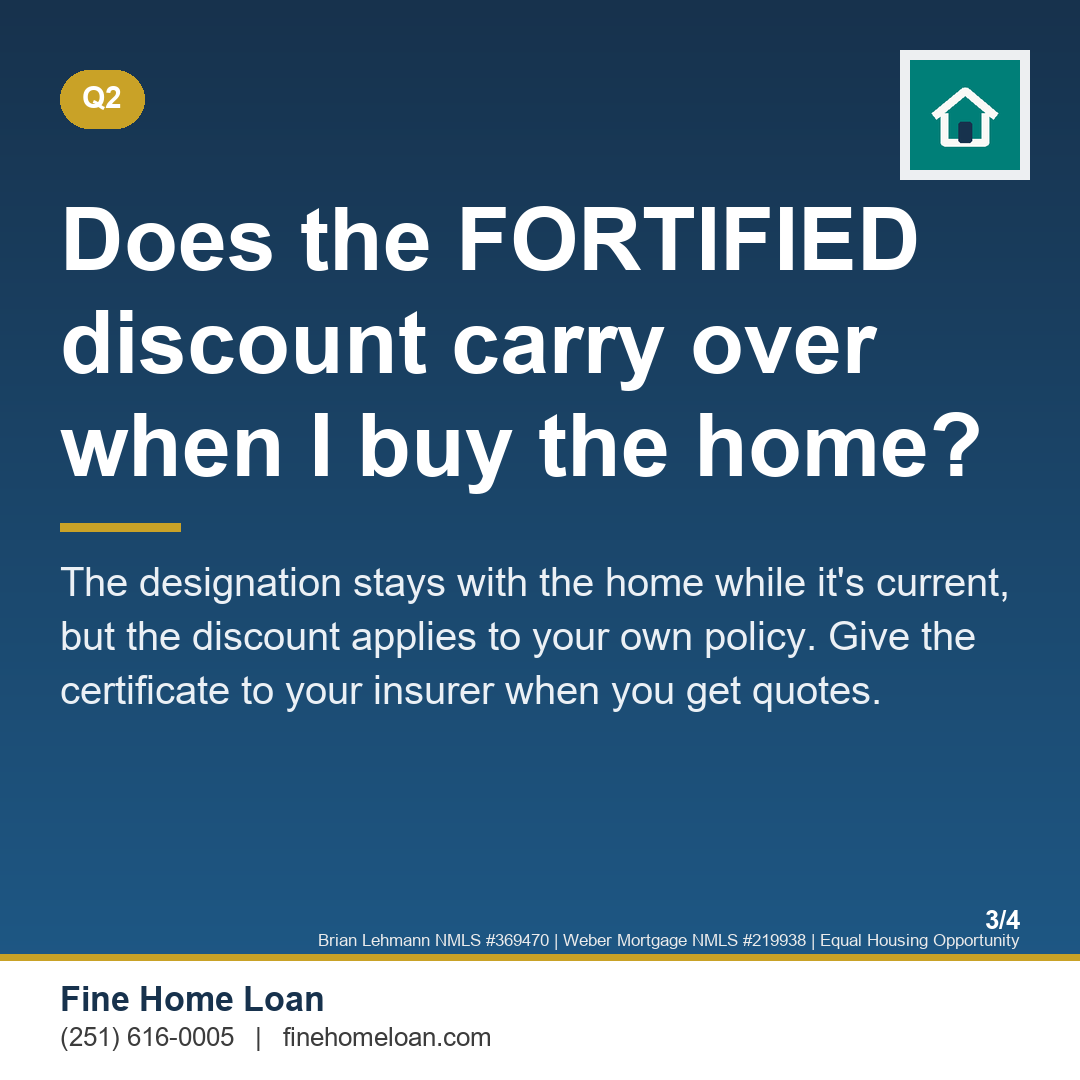 Q2
Does the FORTIFIED
discount carry over
when I buy the home?
The designation stays with the home while it's current,
but the discount applies to your own policy. Give the
certificate to your insurer when you get quotes.
3/4
Brian Lehmann NMLS #369470 | Weber Mortgage NMLS #219938 | Equal Housing Opportunity
Fine Home Loan
(251) 616-0005 | finehomeloan.com